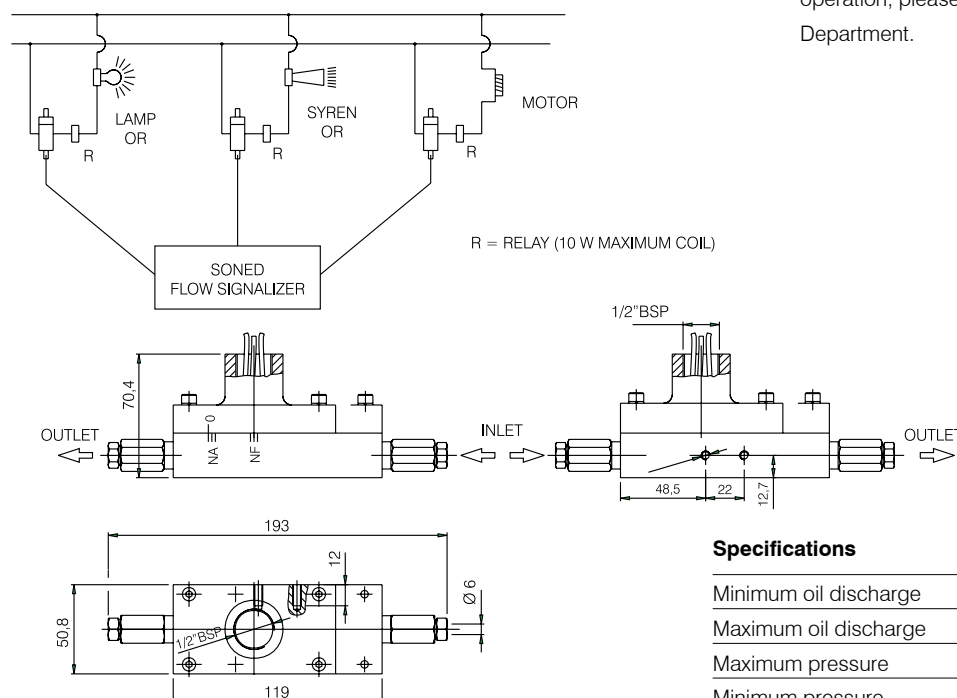 operation, please
Department.
LAMP
OR
R
SYREN
OR
R
MOTOR
R
SONED
FLOW SIGNALIZER
R = RELAY (10 W MAXIMUM COIL)
70,4
OUTLET
0
NA
NF
INLET
1/2"BSP
OUTLET
48,5
22
12,7
193
12
Ø 6
50,8
1/2"BSP
119
Specifications
Minimum oil discharge
Maximum oil discharge
Maximum pressure
Minimum pressure